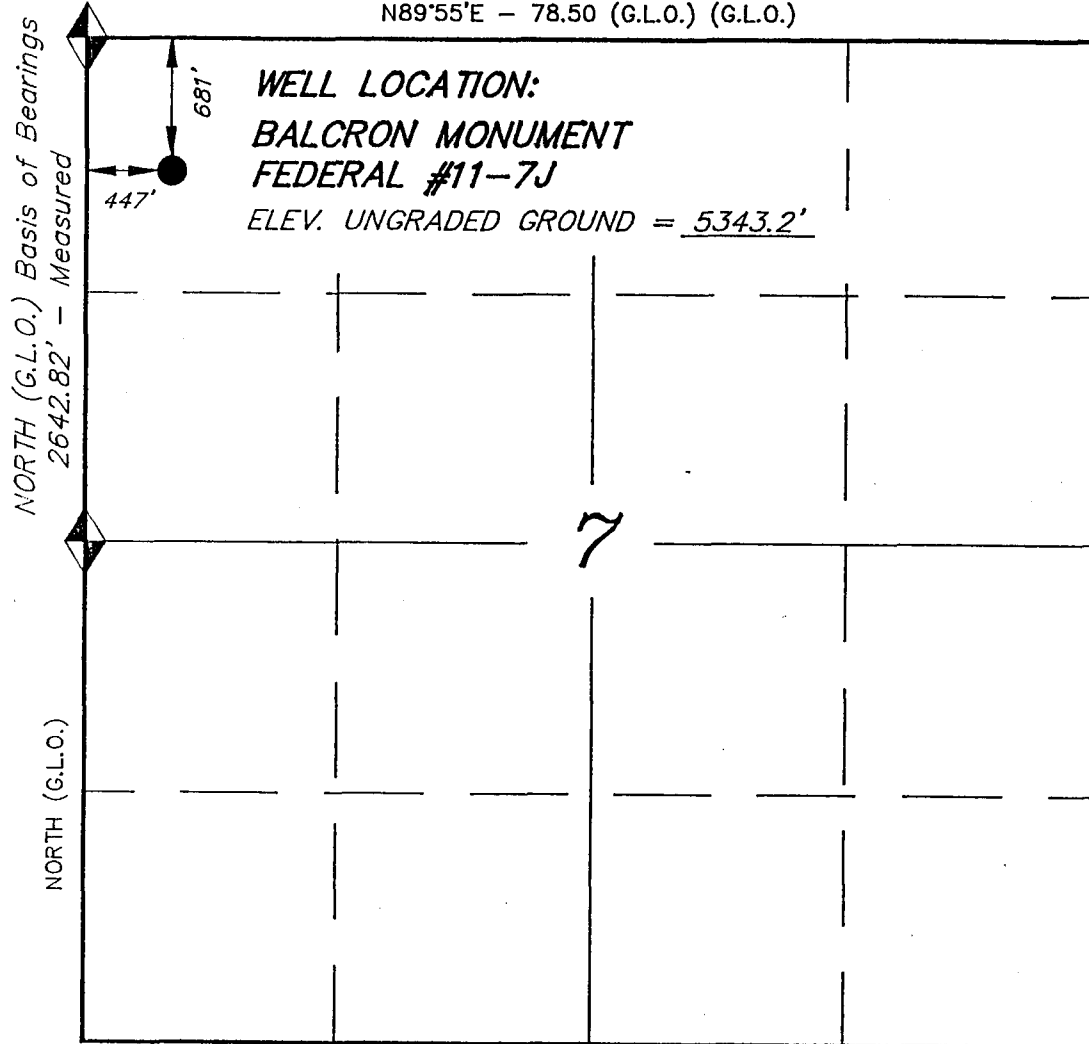 N89°55'E – 78.50 (G.L.O.) (G.L.O.)
681'
447'
WELL LOCATION:
BALCRON MONUMENT
FEDERAL #11–7J
ELEV. UNGRADED GROUND = 5343.2'
NORTH (G.L.O.) Basis of Bearings
2642.82' – Measured
7
NORTH (G.L.O.)